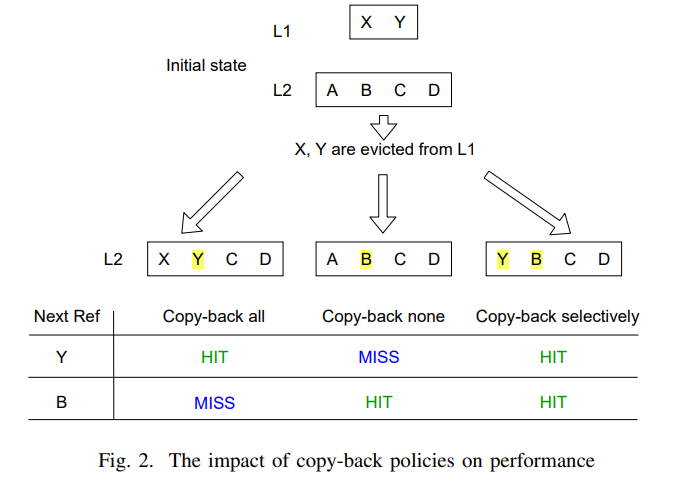 L1 X Y
Initial state
L2 A B C D
X, Y are evicted from L1
L2 X Y C D A B C D Y B C D
Next Ref Copy-back all Copy-back none Copy-back selectively
Y HIT MISS HIT
B MISS HIT HIT
Fig. 2. The impact of copy-back policies on performance